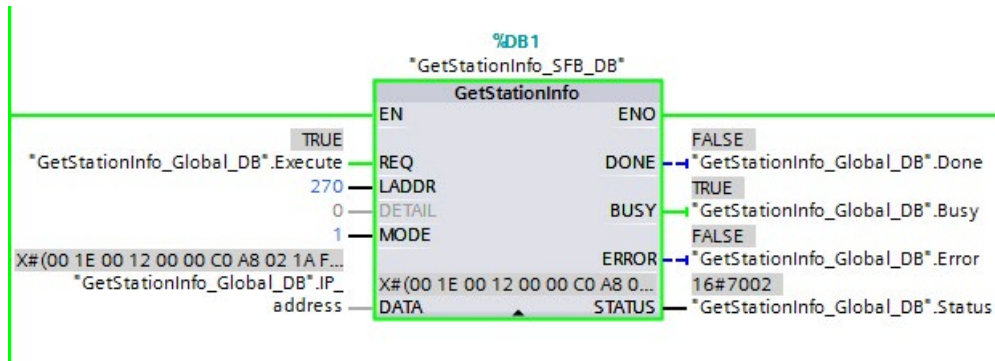 %DB1
"GetStationInfo_SFB_DB"
GetStationInfo
EN
ENO
TRUE
"GetStationInfo_Global_DB".Execute
REQ
270
LADDR
0
DETAIL
1
MODE
X#(00 1E 00 12 00 00 C0 A8 02 1A F...
"GetStationInfo_Global_DB".IP_
address
X#(00 1E 00 12 00 00 C0 A8 0...
DATA
FALSE
DONE
"GetStationInfo_Global_DB".Done
TRUE
BUSY
"GetStationInfo_Global_DB".Busy
FALSE
ERROR
"GetStationInfo_Global_DB".Error
16#7002
STATUS
"GetStationInfo_Global_DB".Status